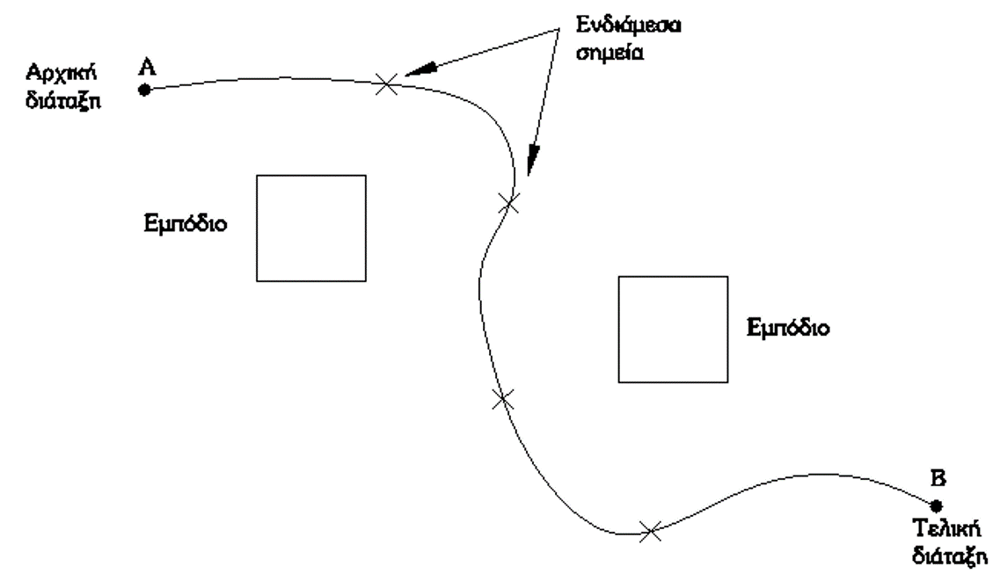 Ενδιάμεσα
σημεία
Αρχική
διάταξη
A
Εμπόδιο
Εμπόδιο
B
Τελική
διάταξη